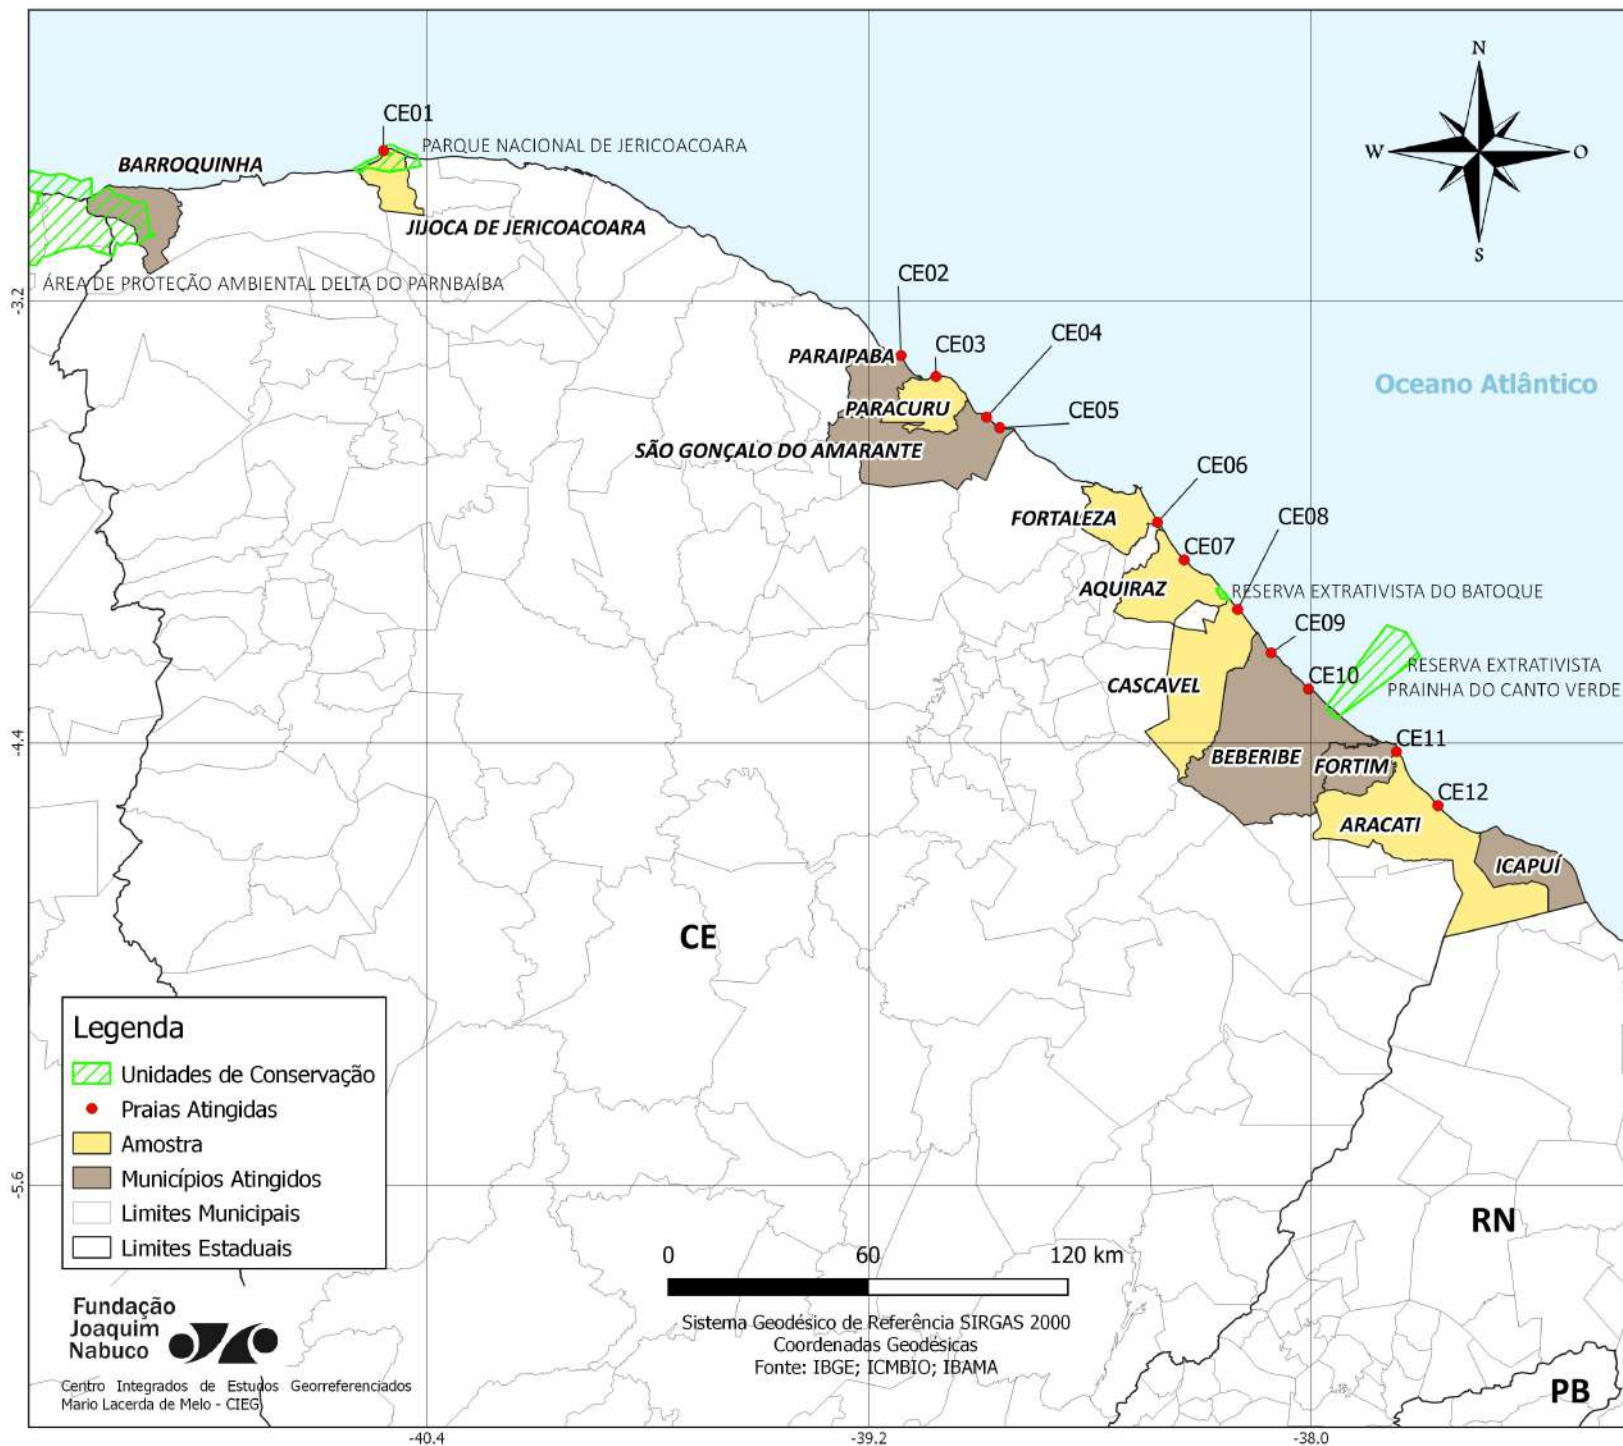 N
W
O
S
CE01
PARQUE NACIONAL DE JERICOACOARA
BARROQUINHA
JIJOCA DE JERICOACOARA
ÁREA DE PROTEÇÃO AMBIENTAL DELTA DO PARNBAÍBA
-3.2
CE02
CE03
CE04
CE05
PARAIPABA
PARACURU
SÃO GONÇALO DO AMARANTE
Oceano Atlântico
CE06
CE08
FORTALEZA
CE07
AQUIRAZ
RESERVA EXTRATIVISTA DO BATOQUE
CE09
RESERVA EXTRATIVISTA
PRAINHA DO CANTO VERDE
CASCAVEL
CE10
-4.4
CE11
BEBERIBE
FORTIM
CE12
ARACATI
ICAPUÍ
CE
Legenda
Unidades de Conservação
Praias Atingidas
Amostra
Municípios Atingidos
Limites Municipais
Limites Estaduais
-5.6
RN
0 60 120 km
Sistema Geodésico de Referência SIRGAS 2000
Coordenadas Geodésicas
Fonte: IBGE; ICMBIO; IBAMA
Fundação
Joaquim
Nabuco
Centro Integrados de Estudos Georreferenciados
Mario Lacerda de Melo - CIEG
PB
-40.4
-39.2
-38.0